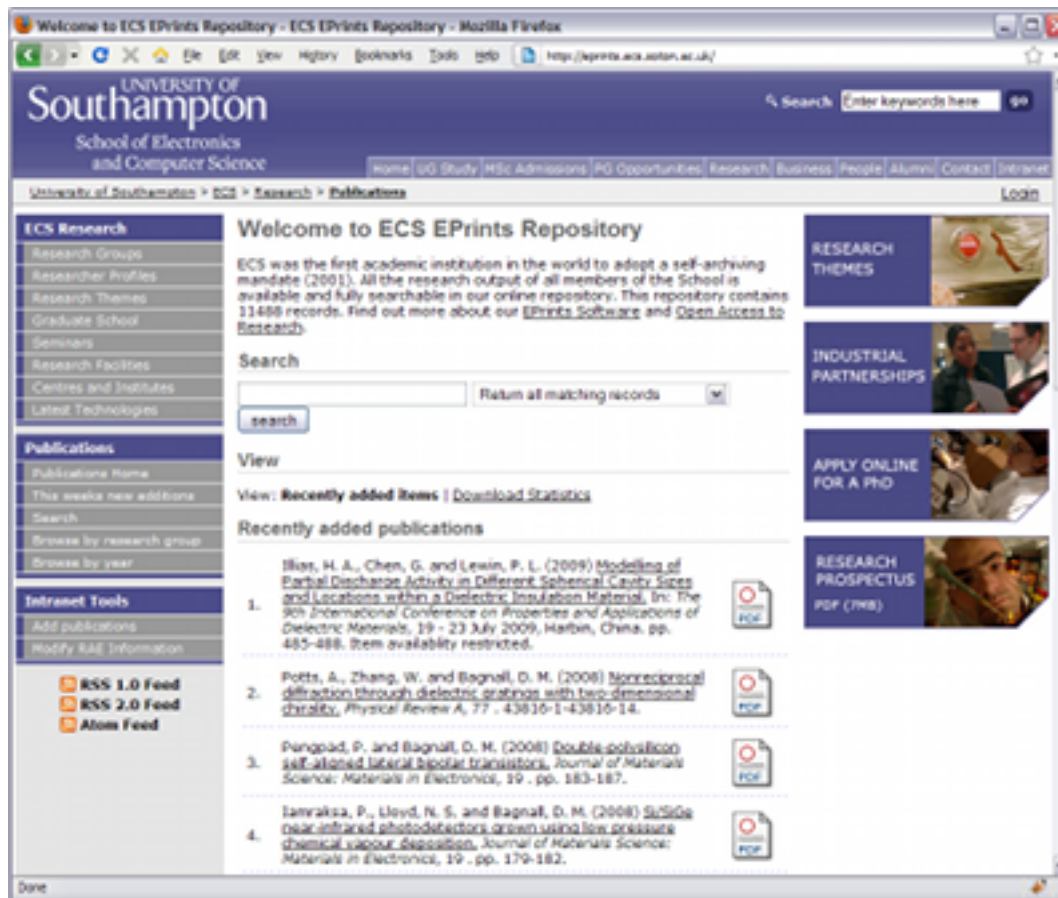 Welcome to ECS EPrints Repository - ECS EPrints Repository - Mozilla Firefox
File Edit View History Bookmarks Tools Help http://eprints.ecs.soton.ac.uk/
UNIVERSITY OF
Southampton
School of Electronics
and Computer Science
Search Enter keywords here go
Home UG Study MSc Admissions PG Opportunities Research Business People Alumni Contact Intranet
University of Southampton > ECS > Research > Publications
Login
ECS Research
Research Groups
Researcher Profiles
Research Themes
Graduate School
Seminars
Research Facilities
Centres and Institutes
Latest Technologies
Publications
Publications Home
This weeks new additions
Search
Browse by research group
Browse by year
Intranet Tools
Add publications
Modify RAE Information
RSS 1.0 Feed
RSS 2.0 Feed
Atom Feed
Welcome to ECS EPrints Repository
ECS was the first academic institution in the world to adopt a self-archiving
mandate (2001). All the research output of all members of the School is
available and fully searchable in our online repository. This repository contains
11488 records. Find out more about our EPrints Software and Open Access to
Research.
Search
Return all matching records
search
View
View: Recently added items | Download Statistics
Recently added publications
1.
Illias, H. A., Chen, G. and Lewin, P. L. (2009) Modelling of
Partial Discharge Activity in Different Spherical Cavity Sizes
and Locations within a Dielectric Insulation Material. In: The
9th International Conference on Properties and Applications of
Dielectric Materials, 19 - 23 July 2009, Harbin, China. pp.
485-488. Item availablity restricted.
PDF
2.
Potts, A., Zhang, W. and Bagnall, D. M. (2008) Nonreciprocal
diffraction through dielectric gratings with two-dimensional
chirality. Physical Review A, 77 . 43816-1-43816-14.
PDF
3.
Pengpad, P. and Bagnall, D. M. (2008) Double-polysilicon
self-aligned lateral bipolar transistors. Journal of Materials
Science: Materials in Electronics, 19 . pp. 183-187.
PDF
4.
Iamraksa, P., Lloyd, N. S. and Bagnall, D. M. (2008) Si/SiGe
near-infrared photodetectors grown using low pressure
chemical vapour deposition. Journal of Materials Science:
Materials in Electronics, 19 . pp. 179-182.
PDF
RESEARCH
THEMES
INDUSTRIAL
PARTNERSHIPS
APPLY ONLINE
FOR A PhD
RESEARCH
PROSPECTUS
PDF (7MB)
Done